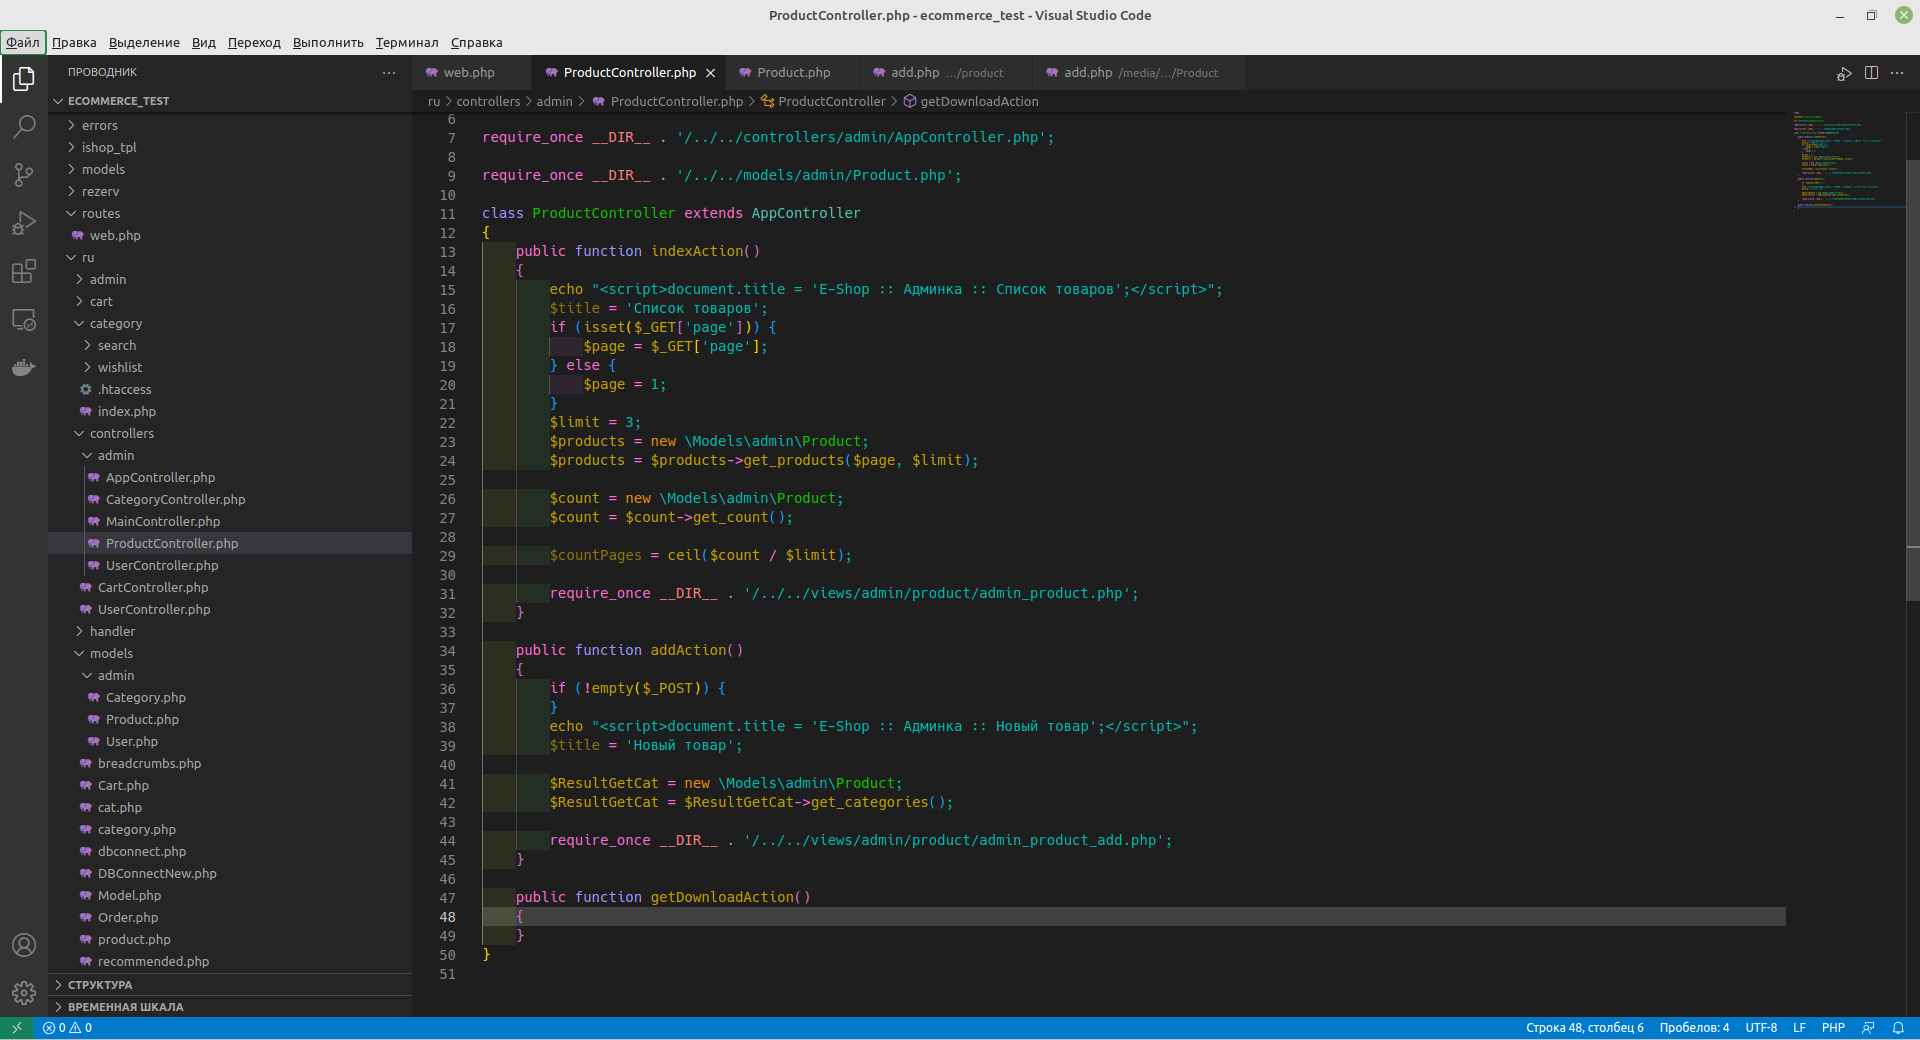 ProductController.php - ecommerce_test - Visual Studio Code
Файл Правка Выделение Вид Переход Выполнить Терминал Справка
ПРОВОДНИК
ECOMMERCE_TEST
errors
ishop_tpl
models
rezerv
routes
web.php
ru
admin
cart
category
search
wishlist
.htaccess
index.php
controllers
admin
AppController.php
CategoryController.php
MainController.php
ProductController.php
UserController.php
CartController.php
UserController.php
handler
models
admin
Category.php
Product.php
User.php
breadcrumbs.php
Cart.php
cat.php
category.php
dbconnect.php
DBConnectNew.php
Model.php
Order.php
product.php
recommended.php
СТРУКТУРА
ВРЕМЕННАЯ ШКАЛА
web.php ProductController.php Product.php add.php .../product add.php /media/.../Product
ru > controllers > admin > ProductController.php > ProductController > getDownloadAction
6
7 require_once __DIR__ . '/../../controllers/admin/AppController.php';
8
9 require_once __DIR__ . '/../../models/admin/Product.php';
10
11 class ProductController extends AppController
12 {
13 public function indexAction()
14 {
15 echo "<script>document.title = 'E-Shop :: Админка :: Список товаров';</script>";
16 $title = 'Список товаров';
17 if (isset($_GET['page'])) {
18 $page = $_GET['page'];
19 } else {
20 $page = 1;
21 }
22 $limit = 3;
23 $products = new \Models\admin\Product;
24 $products = $products->get_products($page, $limit);
25
26 $count = new \Models\admin\Product;
27 $count = $count->get_count();
28
29 $countPages = ceil($count / $limit);
30
31 require_once __DIR__ . '/../../views/admin/product/admin_product.php';
32 }
33
34 public function addAction()
35 {
36 if (!empty($_POST)) {
37 }
38 echo "<script>document.title = 'E-Shop :: Админка :: Новый товар';</script>";
39 $title = 'Новый товар';
40
41 $ResultGetCat = new \Models\admin\Product;
42 $ResultGetCat = $ResultGetCat->get_categories();
43
44 require_once __DIR__ . '/../../views/admin/product/admin_product_add.php';
45 }
46
47 public function getDownloadAction()
48 {
49 }
50 }
51
0 0 Строка 48, столбец 6 Пробелов: 4 UTF-8 LF PHP